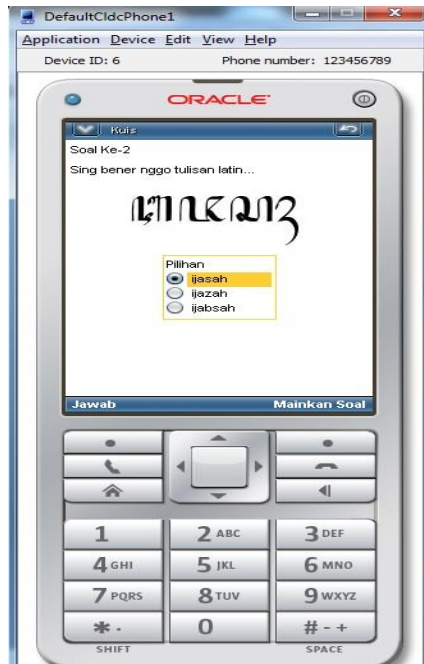 DefaultCldcPhone1
Application Device Edit View Help
Device ID: 6 Phone number: 123456789
ORACLE
Kuis
Soal Ke-2
Sing bener nggo tulisan latin...
Pilihan
ijasah
ijazah
ijabsah
Jawab Mainkan Soal
1 2 ABC 3 DEF
4 GHI 5 JKL 6 MNO
7 PQRS 8 TUV 9 WXYZ
* . 0 # - +
SHIFT SPACE